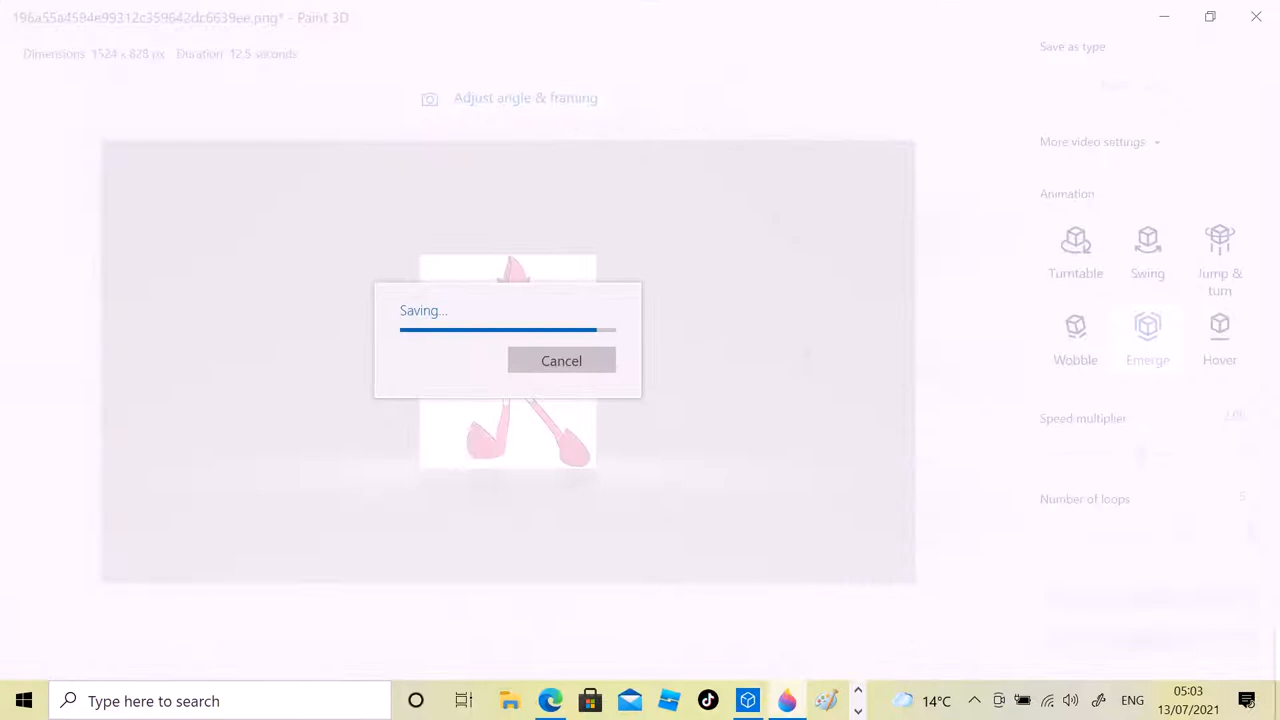 196a55a4594e99312c359642dc6639ee.png* - Paint 3D
Dimensions 1524 x 828 px Duration 12.5 seconds
Save as type
Adjust angle & framing
More video settings
Animation
Turntable
Swing
Jump & turn
Wobble
Emerge
Hover
Saving...
Cancel
Speed multiplier
Number of loops
5
Type here to search
14°C
ENG
05:03
13/07/2021